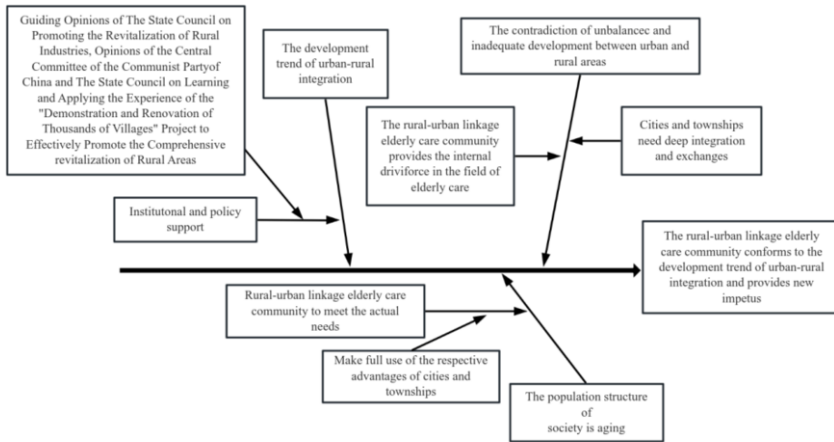 Guiding Opinions of The State Council on
Promoting the Revitalization of Rural
Industries, Opinions of the Central
Committee of the Communist Partyof
China and The State Council on Learning
and Applying the Experience of the
"Demonstration and Renovation of
Thousands of Villages" Project to
Effectively Promote the Comprehensive
revitalization of Rural Areas
The development
trend of urban-rural
integration
The contradiction of unbalancec and
inadequate development between urban and
rural areas
The rural-urban linkage
elderly care community
provides the internal
driviforce in the field of
elderly care
Cities and townships
need deep integration
and exchanges
Institutonal and policy
support
The rural-urban linkage elderly
care community conforms to the
development trend of urban-rural
integration and provides new
impetus
Rural-urban linkage elderly care
community to meet the actual
needs
Make full use of the respective
advantages of cities and
townships
The population structure
of
society is aging